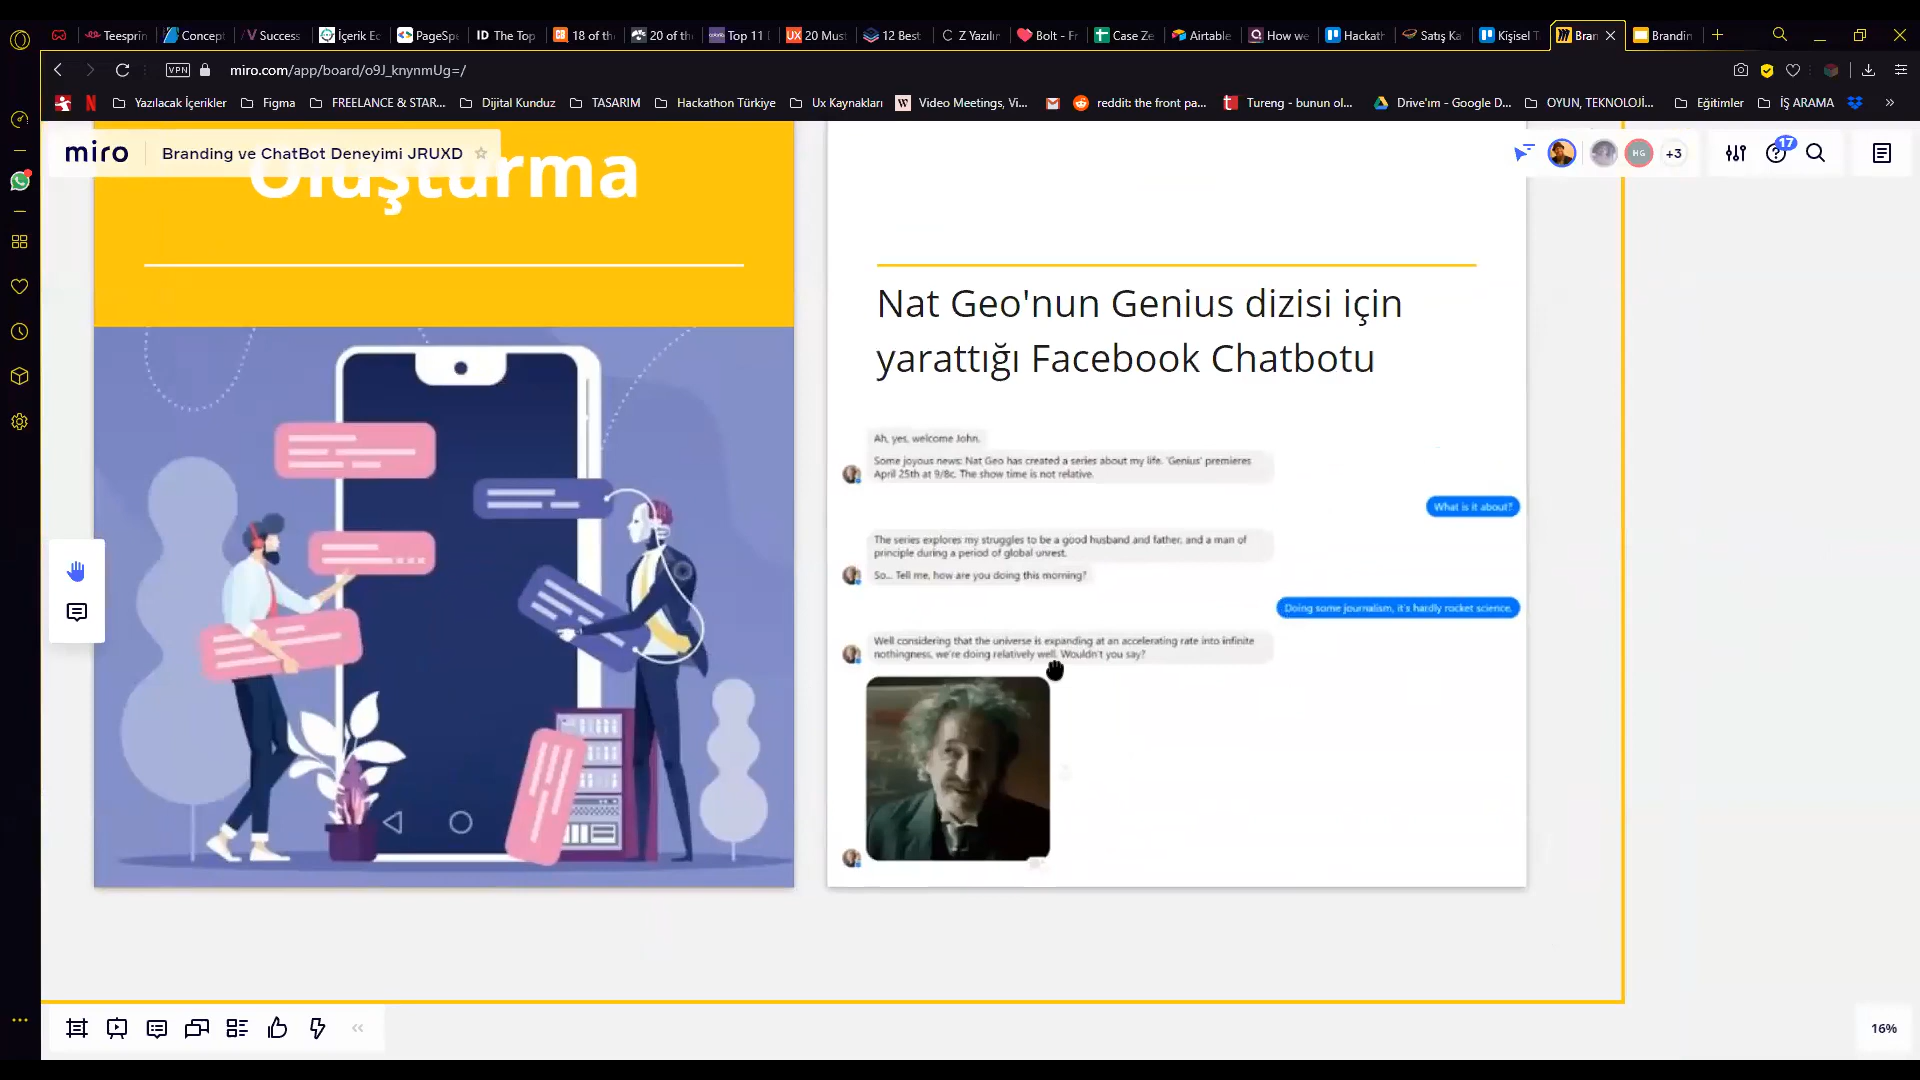 Teesprin
Concept
Success
İçerik Ec
PageSpe
ID The Top
18 of th
20 of the
Top 11 D
UX 20 Must
12 Best
Z Yazılır
Bolt - Fr
Case Ze
Airtable
How we
Hackath
Satış Ka
Kişisel T
Bran
Brandin
VPN
miro.com/app/board/o9J_knynmUg=/
Yazılacak İçerikler
Figma
FREELANCE & STAR...
Dijital Kunduz
TASARIM
Hackathon Türkiye
Ux Kaynakları
W Video Meetings, Vi...
reddit: the front pa...
Tureng - bunun ol...
Drive'ım - Google D...
OYUN, TEKNOLOJİ...
Eğitimler
İŞ ARAMA
miro
Branding ve ChatBot Deneyimi JRUXD
HG
+3
17
Oluşturma
Nat Geo'nun Genius dizisi için
yarattığı Facebook Chatbotu
Ah, yes, welcome John.
Some joyous news: Nat Geo has created a series about my life. 'Genius' premieres
April 25th at 9/8c. The show time is not relative.
What is it about?
The series explores my struggles to be a good husband and father, and a man of
principle during a period of global unrest.
So... Tell me, how are you doing this morning?
Doing some journalism, it's hardly rocket science.
Well considering that the universe is expanding at an accelerating rate into infinite
nothingness, we're doing relatively well. Wouldn't you say?
16%